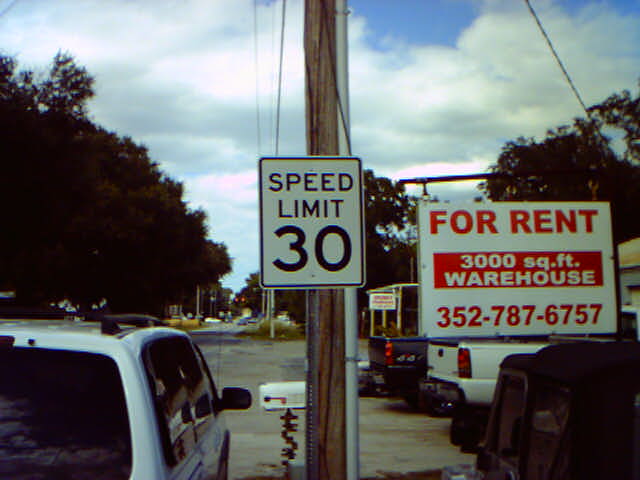 SPEED
LIMIT
30
FOR RENT
3000 sq.ft.
WAREHOUSE
352-787-6757